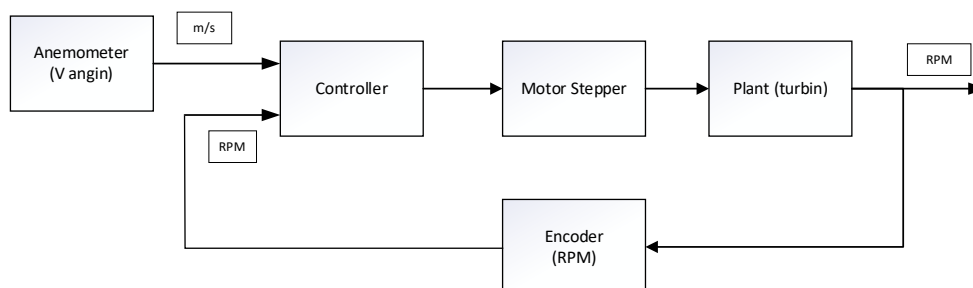 m/s
RPM
Anemometer
(V angin)
Controller
Motor Stepper
Plant (turbin)
RPM
Encoder
(RPM)